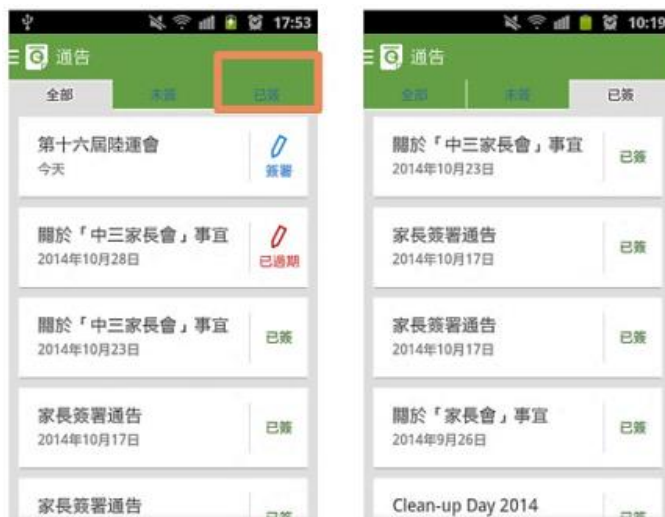 17:53
通告
全部
未簽
已簽
第十六屆陸運會
今天
簽署
關於「中三家長會」事宜
2014年10月28日
已過期
關於「中三家長會」事宜
2014年10月23日
已簽
家長簽署通告
2014年10月17日
已簽
家長簽署通告
已簽
10:19
通告
全部
未簽
已簽
關於「中三家長會」事宜
2014年10月23日
已簽
家長簽署通告
2014年10月17日
已簽
家長簽署通告
2014年10月17日
已簽
關於「家長會」事宜
2014年9月26日
已簽
Clean-up Day 2014
已簽